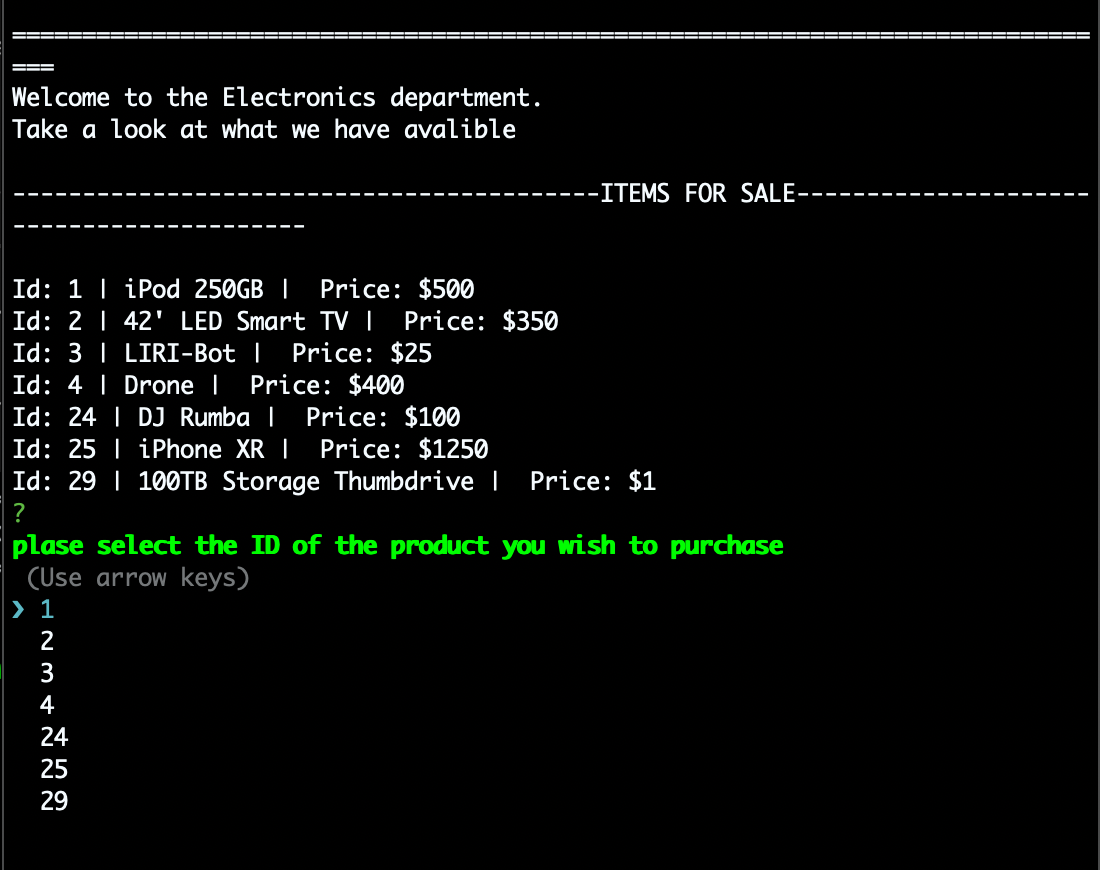 =============================================================================
===
Welcome to the Electronics department.
Take a look at what we have avalible
------------------------------------------ITEMS FOR SALE---------------------
---------------------
Id: 1 | iPod 250GB |  Price: $500
Id: 2 | 42' LED Smart TV |  Price: $350
Id: 3 | LIRI-Bot |  Price: $25
Id: 4 | Drone |  Price: $400
Id: 24 | DJ Rumba |  Price: $100
Id: 25 | iPhone XR |  Price: $1250
Id: 29 | 100TB Storage Thumbdrive |  Price: $1
?
plase select the ID of the product you wish to purchase
(Use arrow keys)
❯ 1
2
3
4
24
25
29